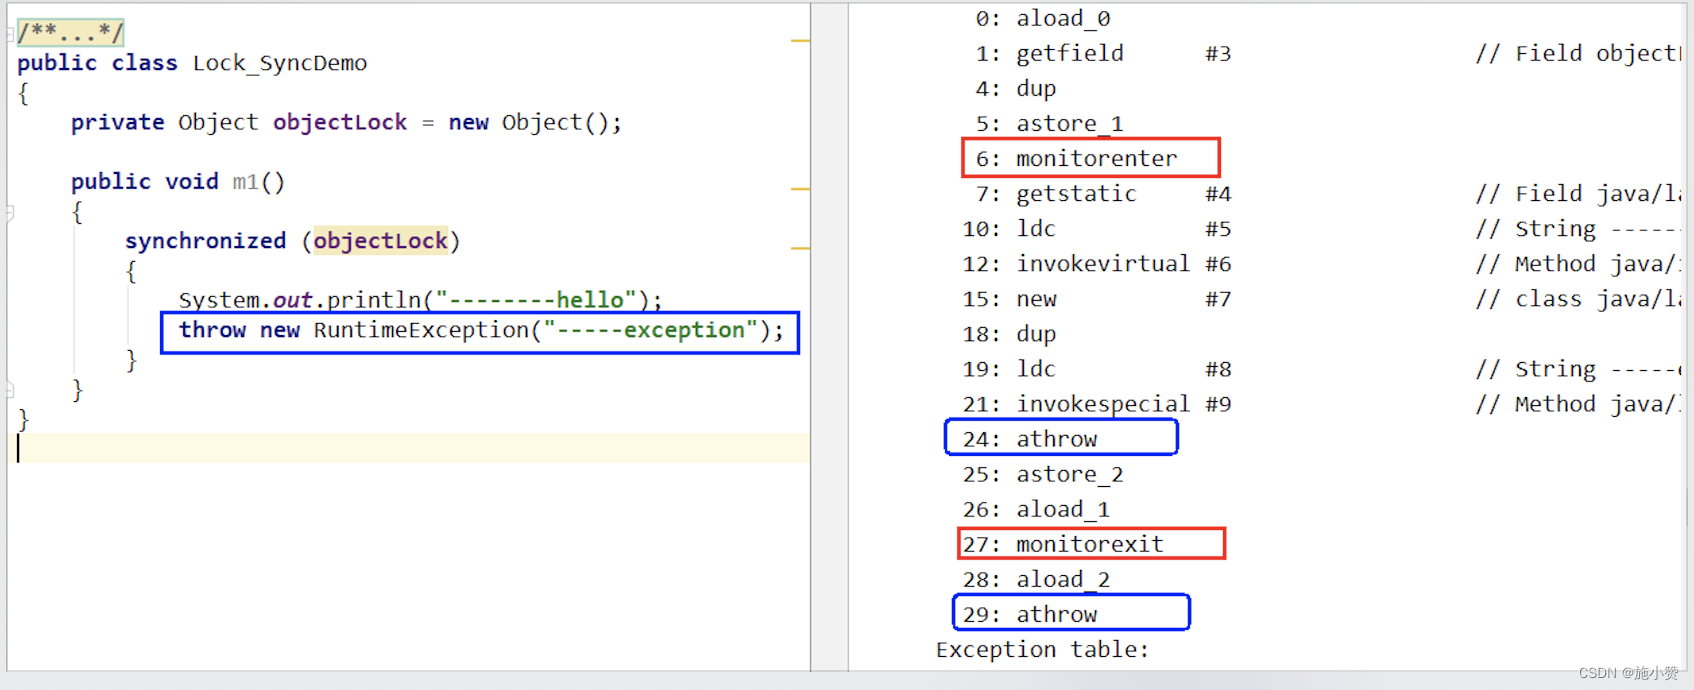 /**...*/
public class Lock_SyncDemo
{
    private Object objectLock = new Object();
    public void m1()
    {
        synchronized (objectLock)
        {
            System.out.println("--------hello");
            throw new RuntimeException("-----exception");
        }
    }
}
0: aload_0
1: getfield #3 // Field object
4: dup
5: astore_1
6: monitorenter
7: getstatic #4 // Field java/la
10: ldc #5 // String -----
12: invokevirtual #6 // Method java/
15: new #7 // class java/la
18: dup
19: ldc #8 // String -----
21: invokespecial #9 // Method java/
24: athrow
25: astore_2
26: aload_1
27: monitorexit
28: aload_2
29: athrow
Exception table:
CSDN @施小赞